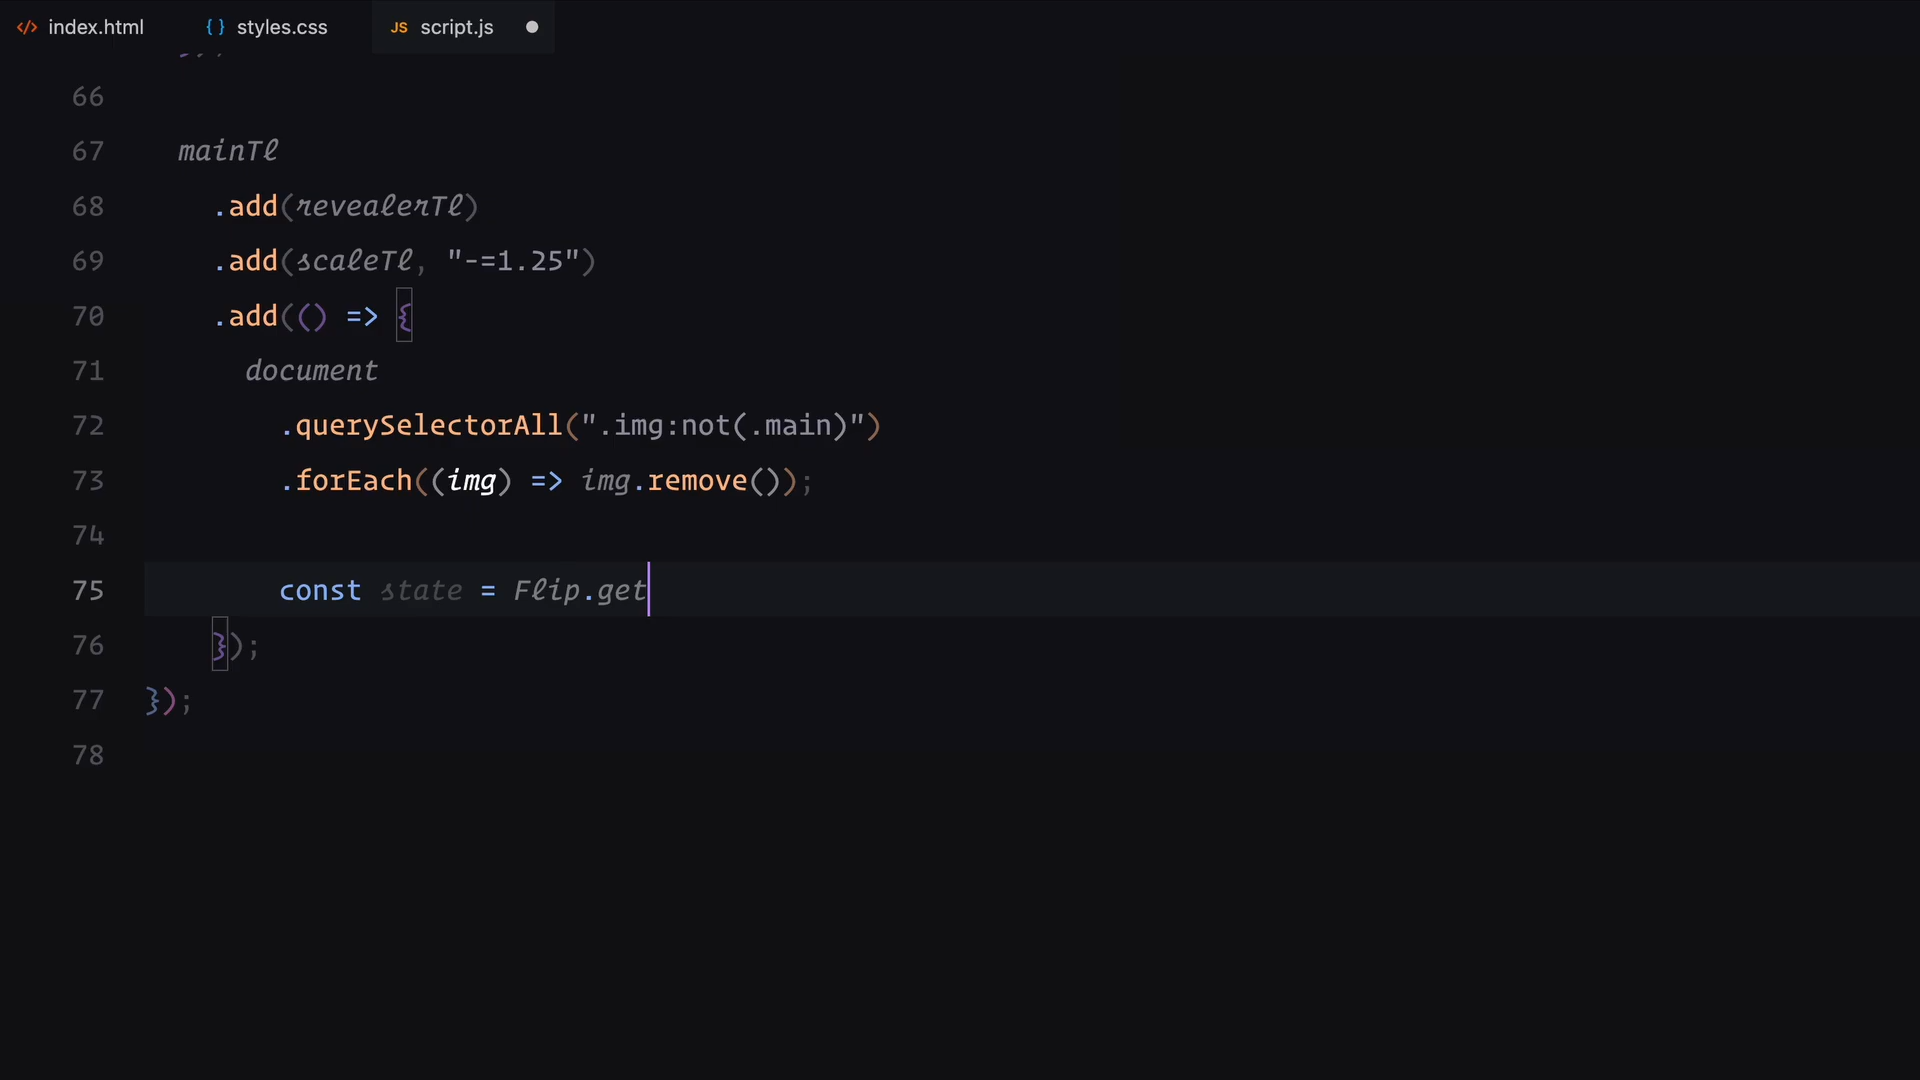 index.html styles.css JS script.js
66
67 mainTl
68 .add(revealerTl)
69 .add(scaleTl, "-=1.25")
70 .add(() => {
71 document
72 .querySelectorAll(".img:not(.main)")
73 .forEach((img) => img.remove());
74
75 const state = Flip.get
76 });
77 });
78